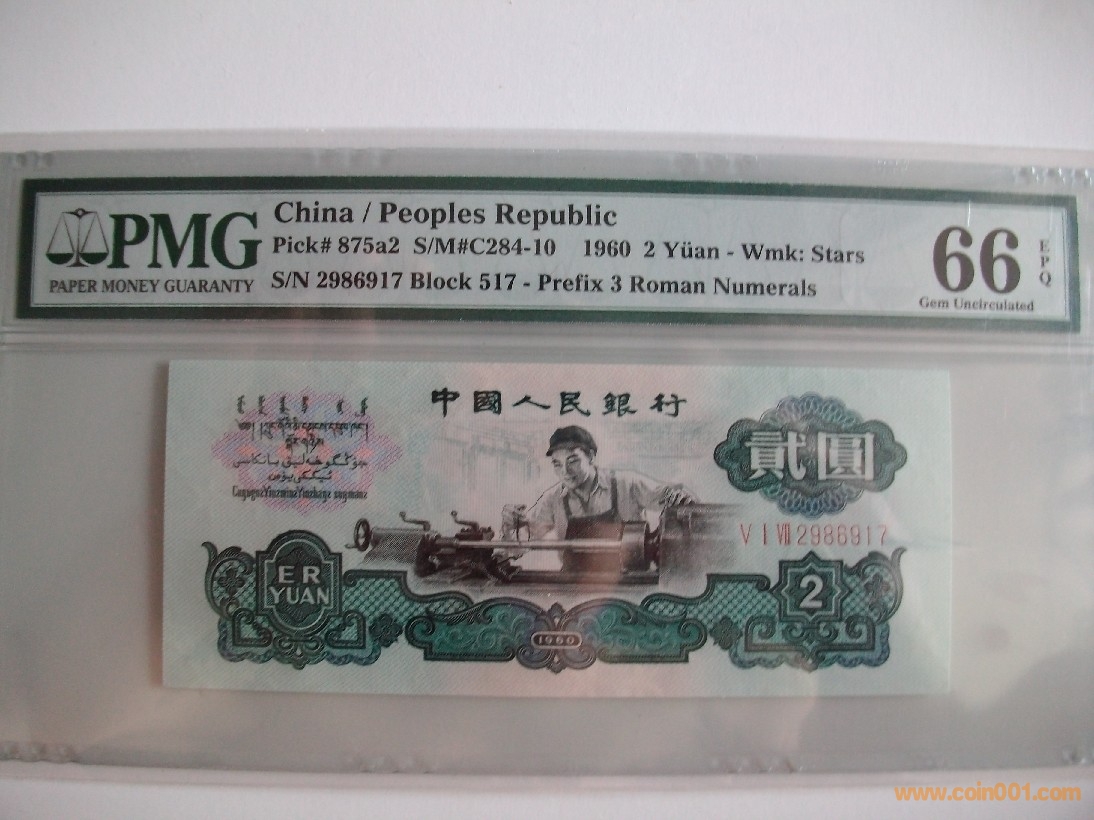 PMG
PAPER MONEY GUARANTY
China / Peoples Republic
Pick# 875a2 S/M#C284-10 1960 2 Yüan - Wmk: Stars
S/N 2986917 Block 517 - Prefix 3 Roman Numerals
66
EPQ
Gem Uncirculated
中國人民銀行
貳圓
V I VII 2986917
ER
YUAN
2
1960
www.coin001.com